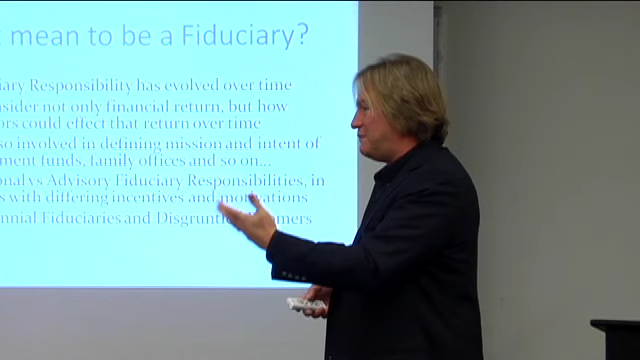 mean to be a Fiduciary?
iary Responsibility has evolved over time
nsider not only financial return, but how
ors could effect that return over time
so involved in defining mission and intent of
ment funds, family offices and so on...
onal vs Advisory Fiduciary Responsibilities, in
s with differing incentives and motivations
nnial Fiduciaries and